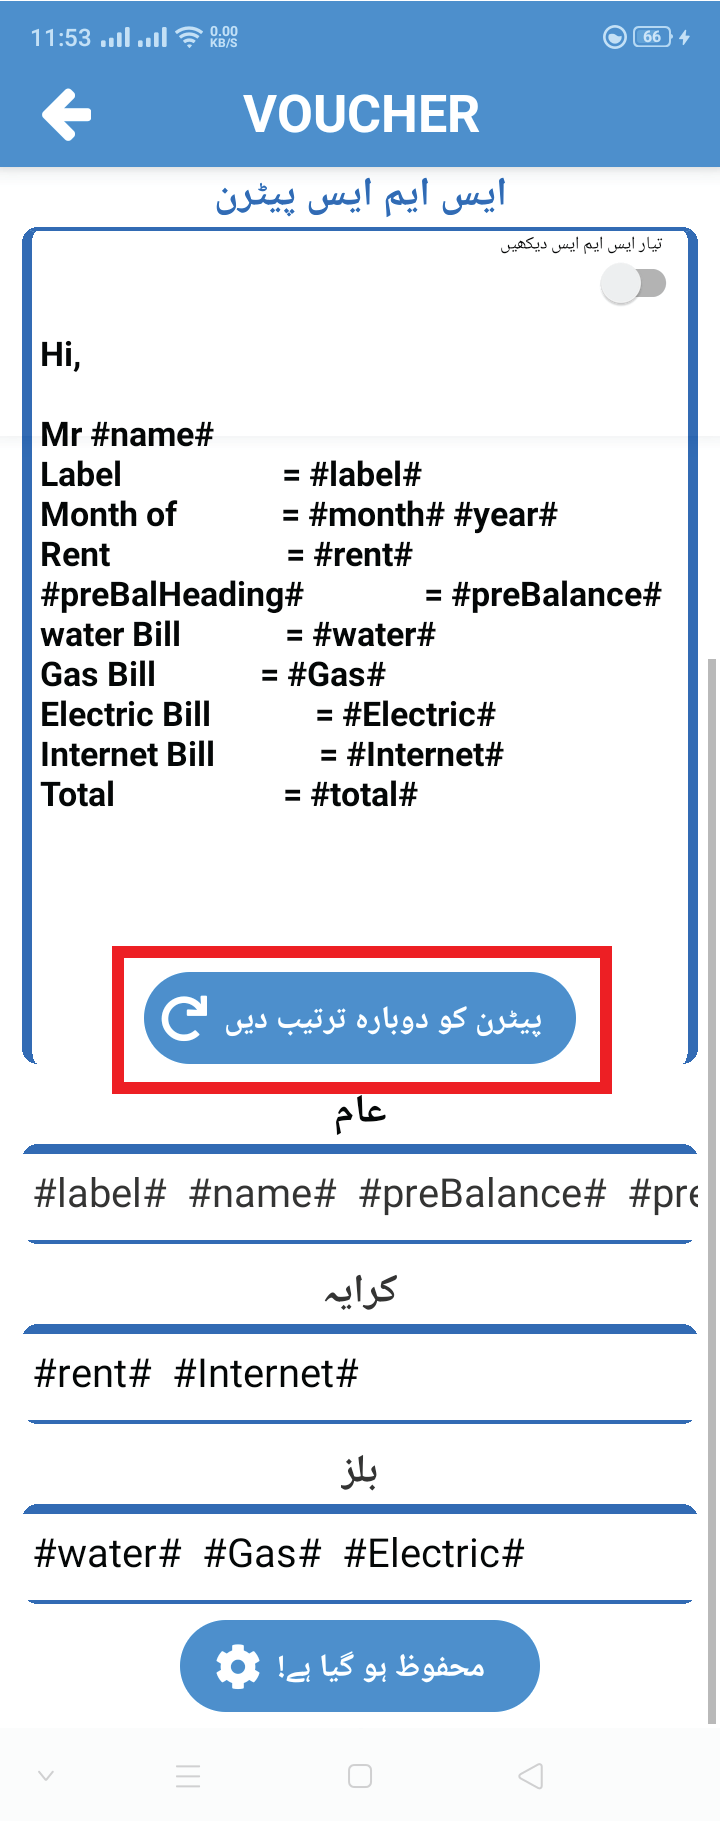 11:53 0.00 KB/S 66
VOUCHER
ایس ایم ایس پیٹرن
تیار ایس ایم ایس دیکھیں
Hi,
Mr #name#
Label = #label#
Month of = #month# #year#
Rent = #rent#
#preBalHeading# = #preBalance#
water Bill = #water#
Gas Bill = #Gas#
Electric Bill = #Electric#
Internet Bill = #Internet#
Total = #total#
پیٹرن کو دوبارہ ترتیب دیں
عام
#label# #name# #preBalance# #pre
کرایہ
#rent# #Internet#
بلز
#water# #Gas# #Electric#
محفوظ ہو گیا ہے!